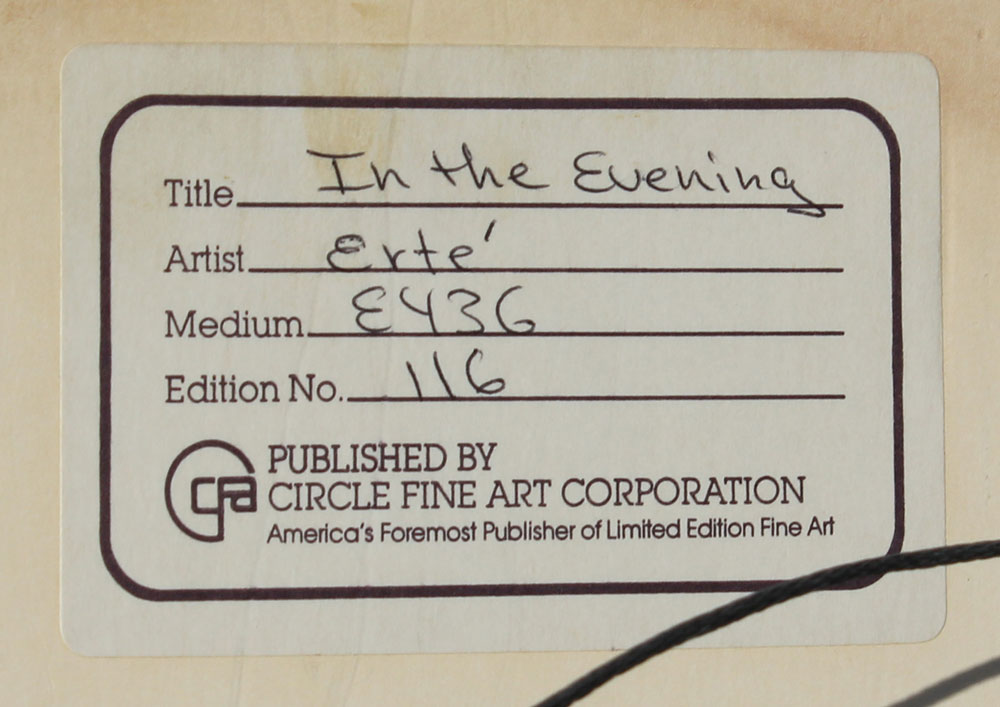 Title In the Evening
Artist Erte'
Medium E436
Edition No. 116
cfa
PUBLISHED BY
CIRCLE FINE ART CORPORATION
America's Foremost Publisher of Limited Edition Fine Art